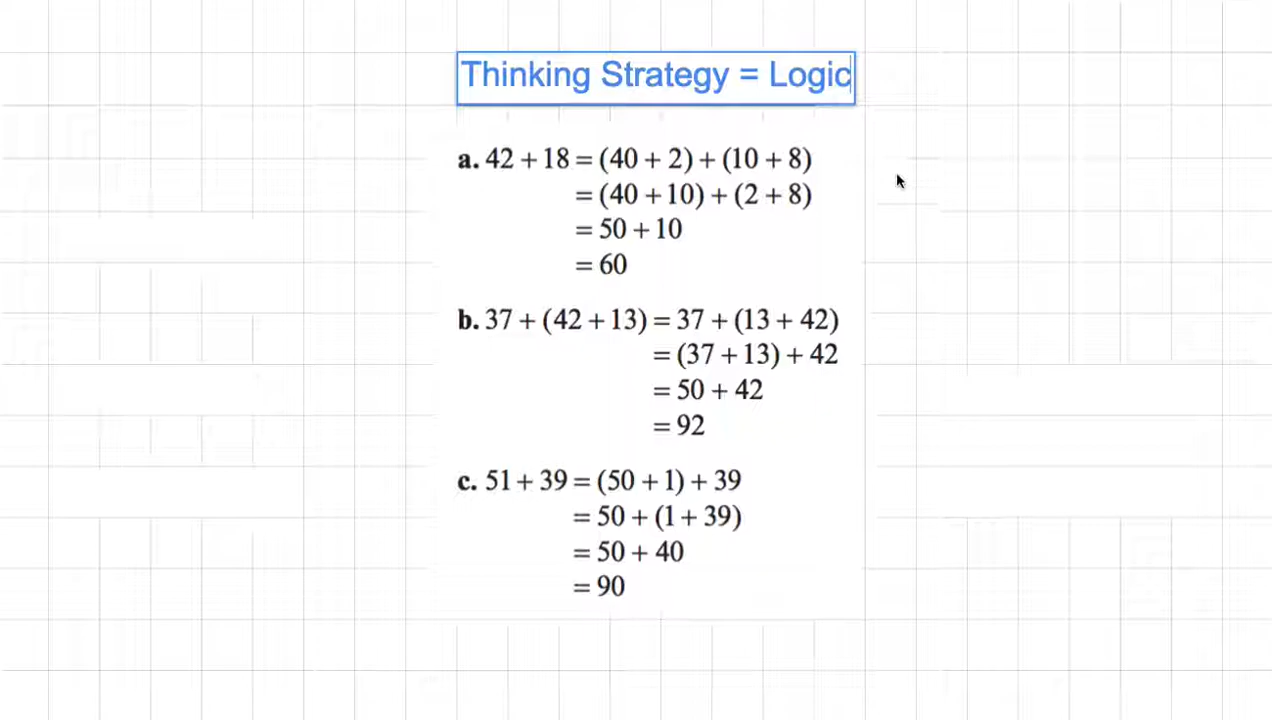 Thinking Strategy = Logic
a. 42 + 18 = (40 + 2) + (10 + 8)
= (40 + 10) + (2 + 8)
= 50 + 10
= 60
b. 37 + (42 + 13) = 37 + (13 + 42)
= (37 + 13) + 42
= 50 + 42
= 92
c. 51 + 39 = (50 + 1) + 39
= 50 + (1 + 39)
= 50 + 40
= 90